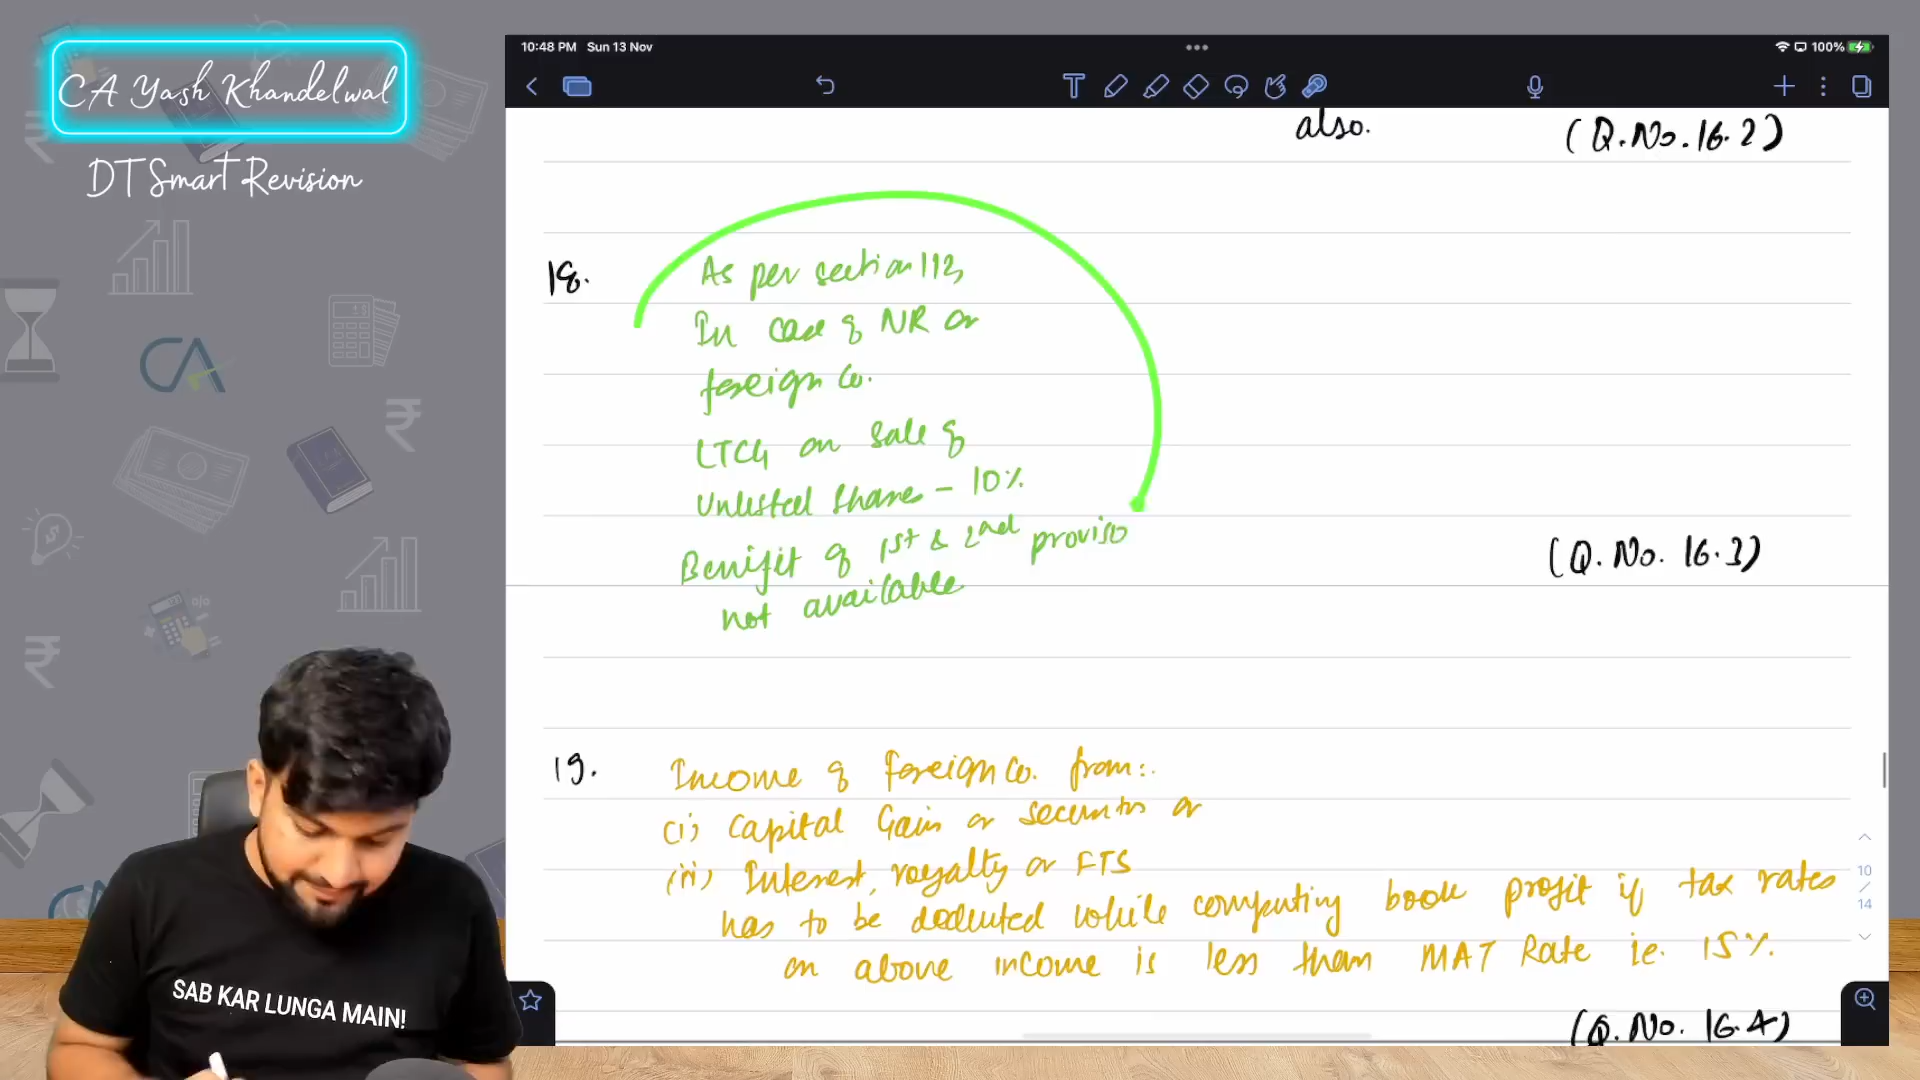 CA Yash Khandelwal
DT Smart Revision
10:48 PM Sun 13 Nov
100%
also.
(Q.No.16.2)
18.
As per section 112,
In case of NR or
foreign Co.
LTCG on sale of
Unlisted shares - 10%
Benifit of 1st & 2nd proviso
not available
(Q.No. 16.3)
19.
Income of foreign Co. from:.
(i) Capital Gain or securities or
(ii) Interest, royalty or FTS
has to be deducted while computing book profit if tax rates
on above income is less than MAT Rate ie. 15%.
(Q.No. 16.4)
10
14
CA
SAB KAR LUNGA MAIN!